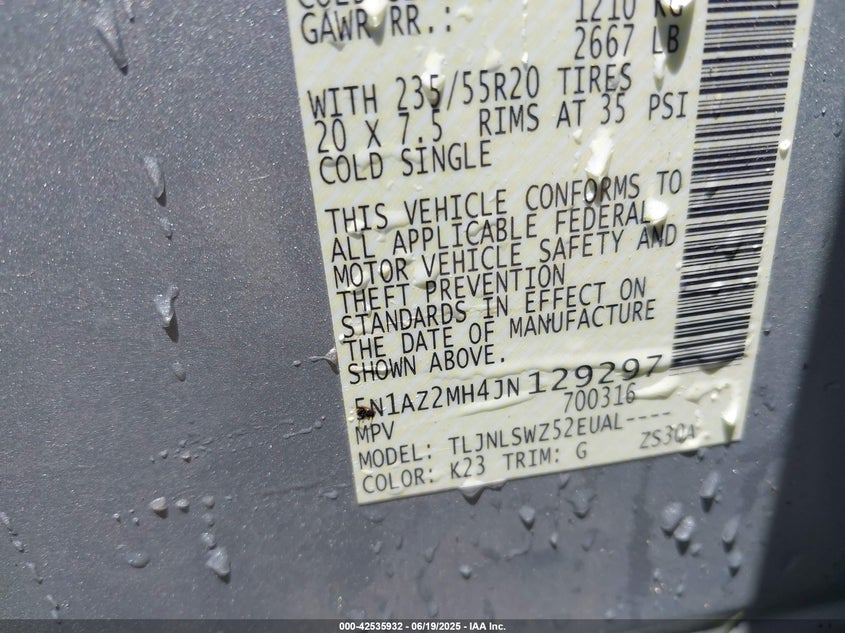 GAWR RR.: 1210 KG
2667 LB
WITH 235/55R20 TIRES
20 X 7.5 RIMS AT 35 PSI
COLD SINGLE
THIS VEHICLE CONFORMS TO
ALL APPLICABLE FEDERAL
MOTOR VEHICLE SAFETY AND
THEFT PREVENTION
STANDARDS IN EFFECT ON
THE DATE OF MANUFACTURE
SHOWN ABOVE.
5N1AZ2MH4JN129297
700316
MPV
MODEL: TLJNLSWZ52EUAL----
COLOR: K23 TRIM: G ZS30A
000-42535932 - 06/19/2025 - IAA Inc.